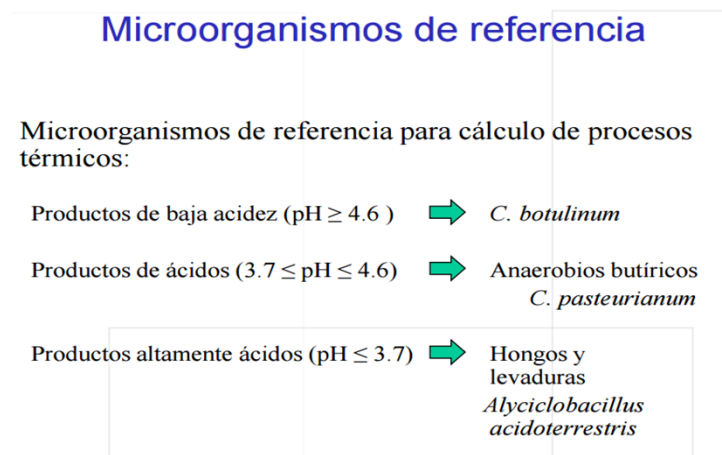 Microorganismos de referencia
Microorganismos de referencia para cálculo de procesos
térmicos:
Productos de baja acidez (pH ≥ 4.6 )
C. botulinum
Productos de ácidos (3.7 ≤ pH ≤ 4.6)
Anaerobios butíricos
C. pasteurianum
Productos altamente ácidos (pH ≤ 3.7)
Hongos y
levaduras
Alyciclobacillus
acidoterrestris